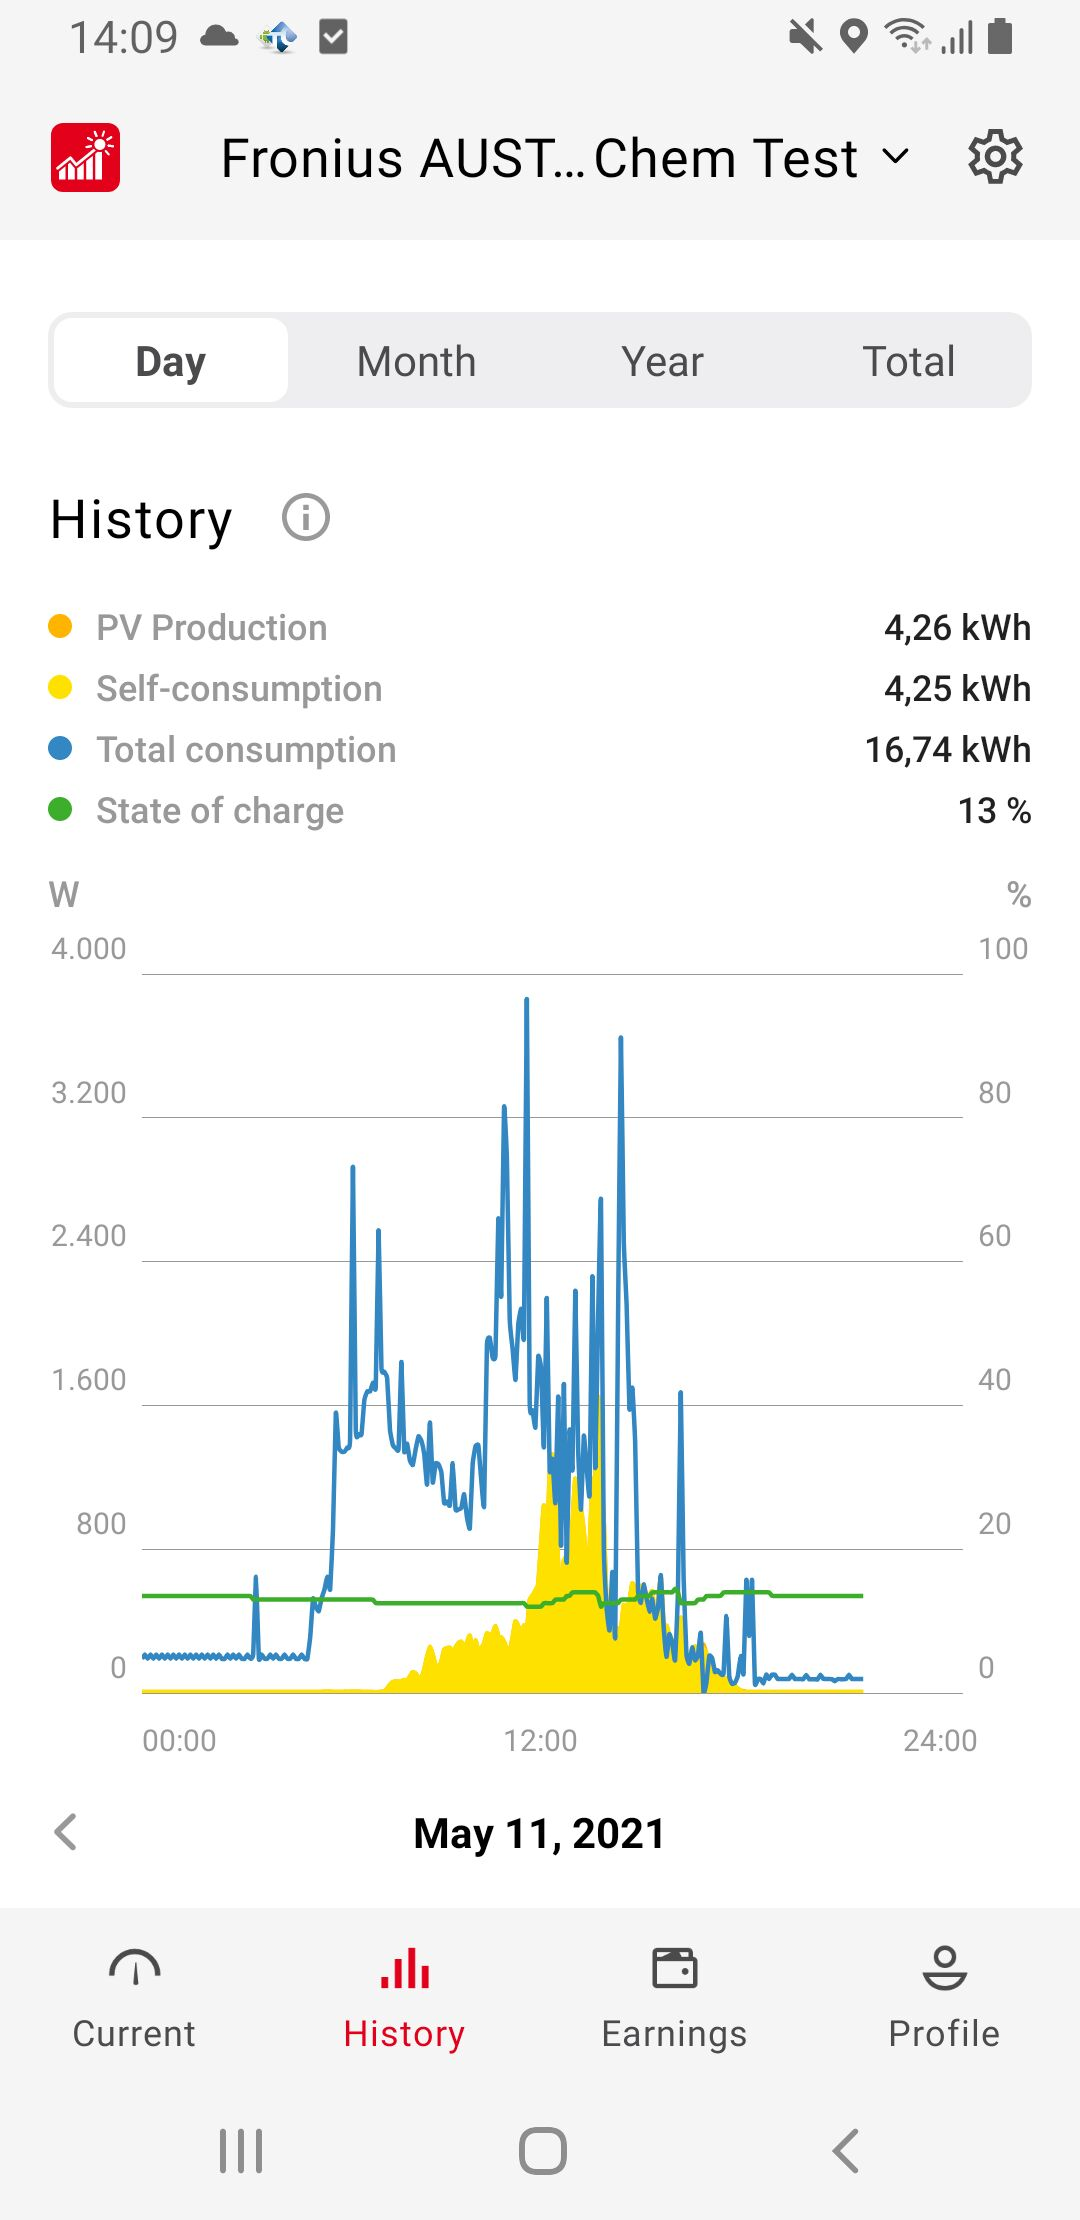 14:09
Fronius AUST...Chem Test
Day Month Year Total
History
PV Production 4,26 kWh
Self-consumption 4,25 kWh
Total consumption 16,74 kWh
State of charge 13 %
W %
4.000 100
3.200 80
2.400 60
1.600 40
800 20
0 0
00:00 12:00 24:00
May 11, 2021
Current History Earnings Profile